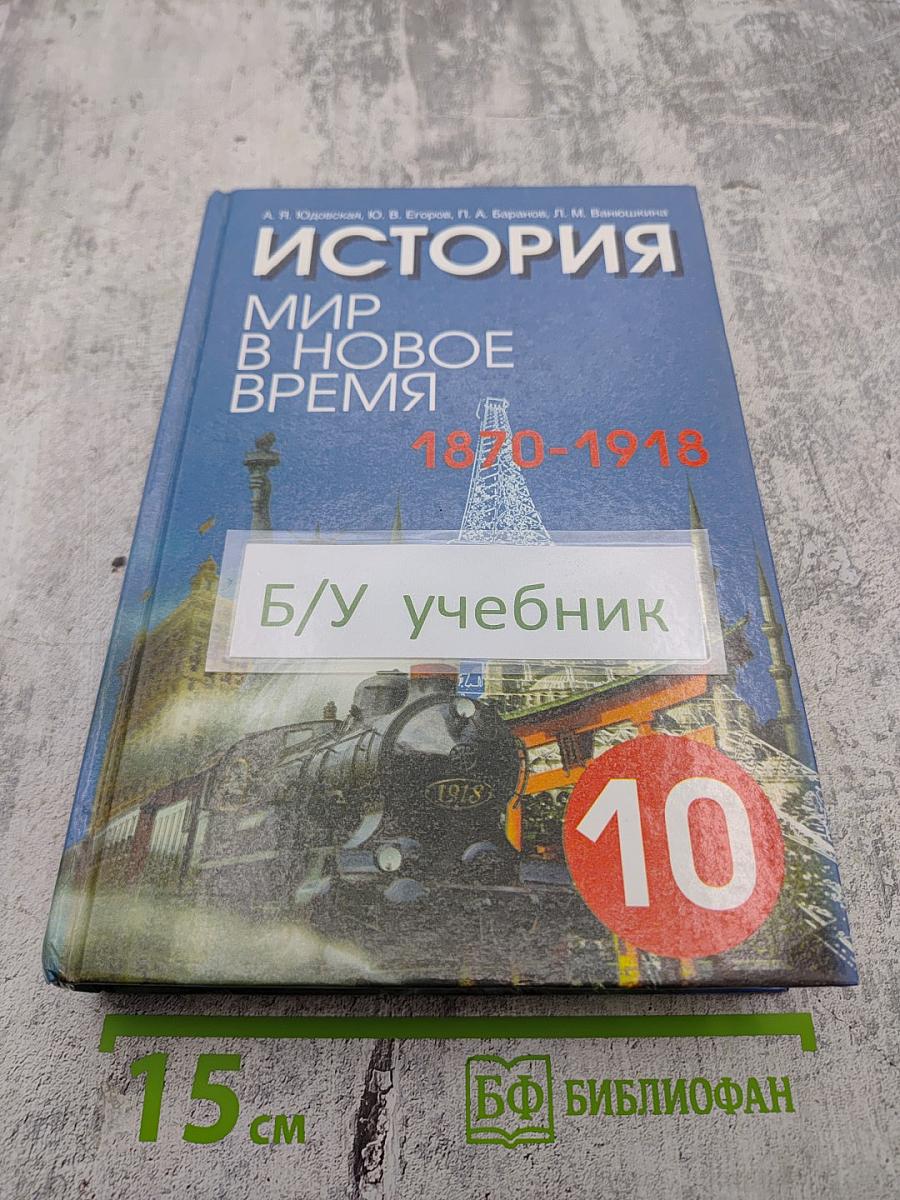 А. Я. Юдовская, Ю. В. Егоров, П. А. Баранов, Л. М. Ванюшкина
ИСТОРИЯ
МИР
В НОВОЕ
ВРЕМЯ
1870-1918
Б/У учебник
1918
10
15 см
БФ БИБЛИОФАН